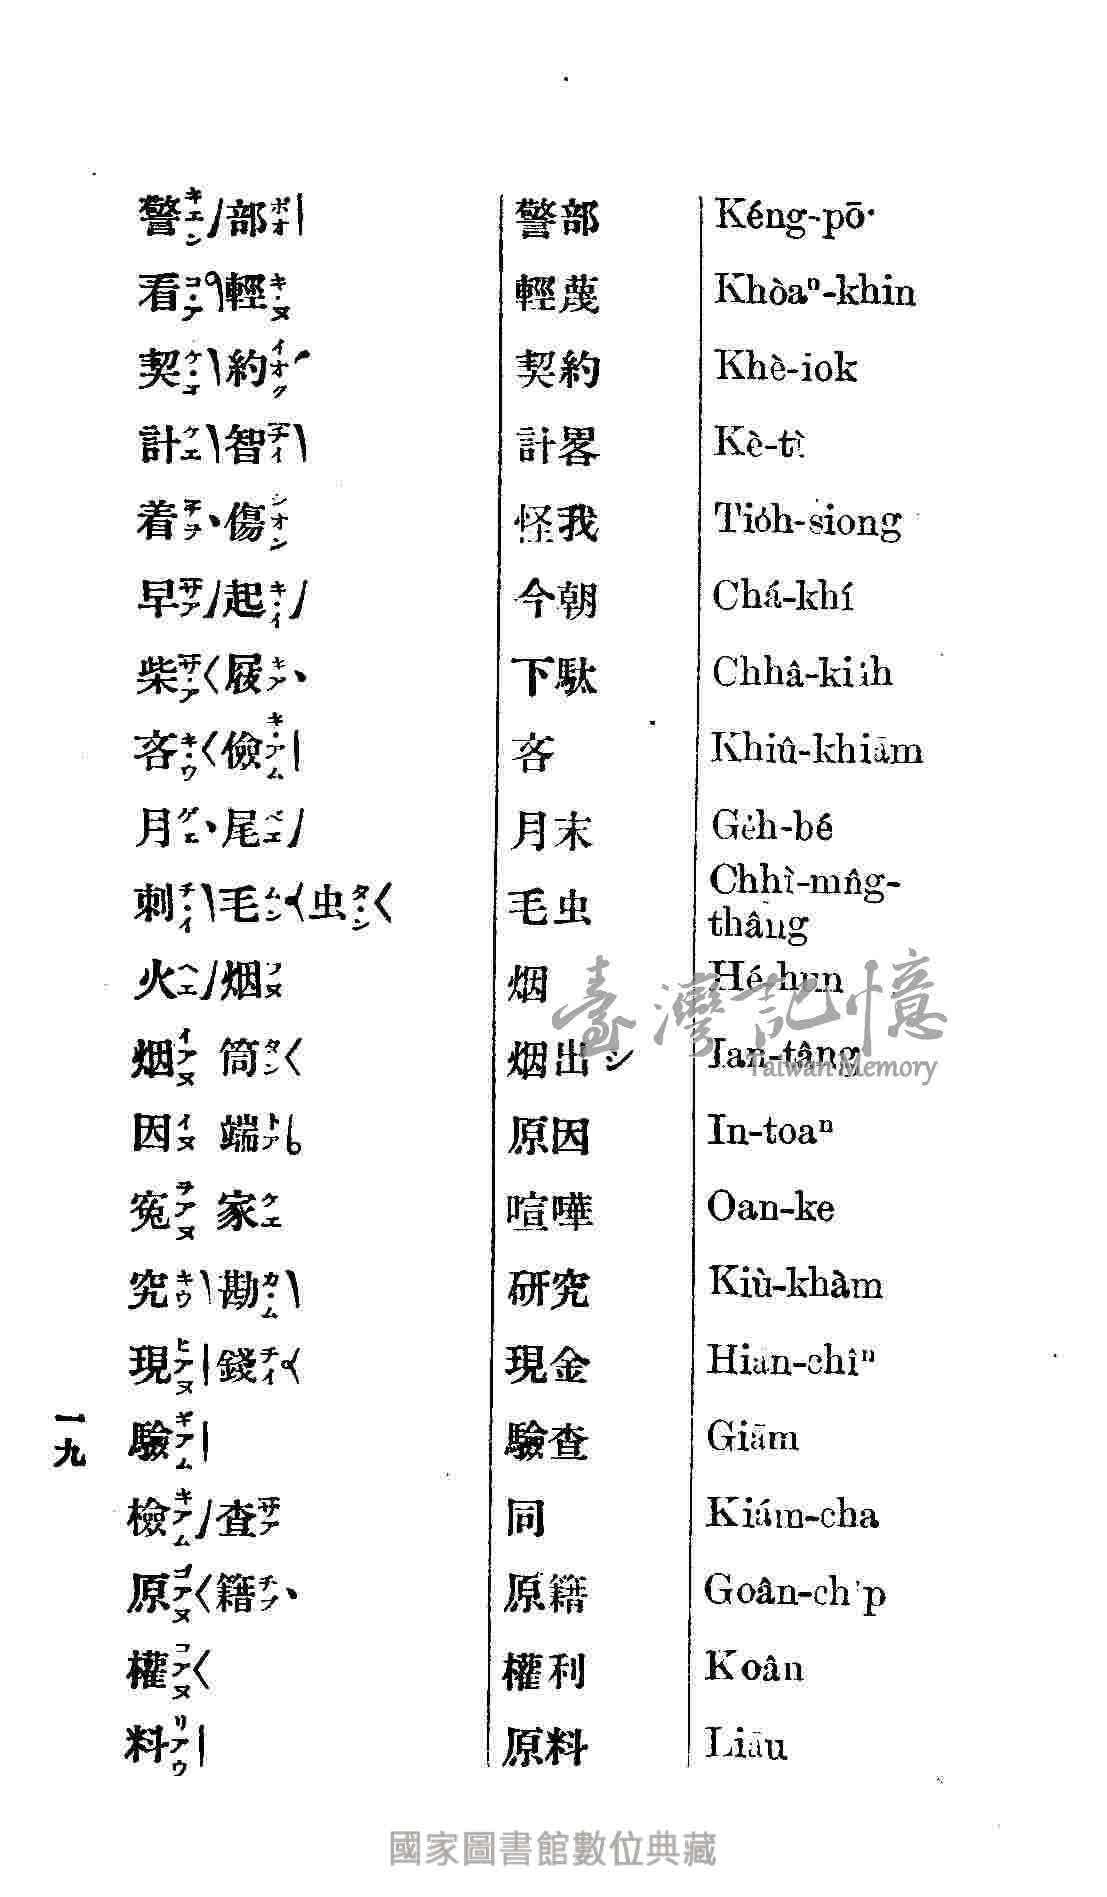 警キエン部ポオ 警部 Kéng-pō͘
看コア輕キヌ 輕蔑 Khòaⁿ-khin
契ケエ約イオク 契約 Khè-iok
計ケエ智チイ 計畧 Kè-tì
着チヲ傷シオン 怪我 Tio̍h-siong
早サア起キイ 今朝 Chá-khí
柴サア屐キア 下駄 Chhâ-kia̍h
吝キウ儉キアム 吝 Khiû-khiām
月ゲエ尾ベエ 月末 Ge̍h-bé
刺チイ毛ムン虫タン 毛虫 Chhì-mn̂g-
thâng
火ヘエ烟フヌ 烟 Hé-hun
烟イアヌ 筒タン 烟出シ Ian-tâng
因イヌ 端トア 原因 In-toaⁿ
冤ヲアヌ 家ケエ 喧嘩 Oan-ke
究キウ勘カム 研究 Kiù-khàm
現ヒアヌ錢チイ 現金 Hian-chîⁿ
驗ギアム 驗查 Giām
檢キアム查サア 同 Kiám-cha
原ゴアヌ籍チプ 原籍 Goân-ch'p
權コアヌ 權利 Koân
料リアウ 原料 Liāu
一九
臺灣記憶
Taiwan Memory
國家圖書館數位典藏